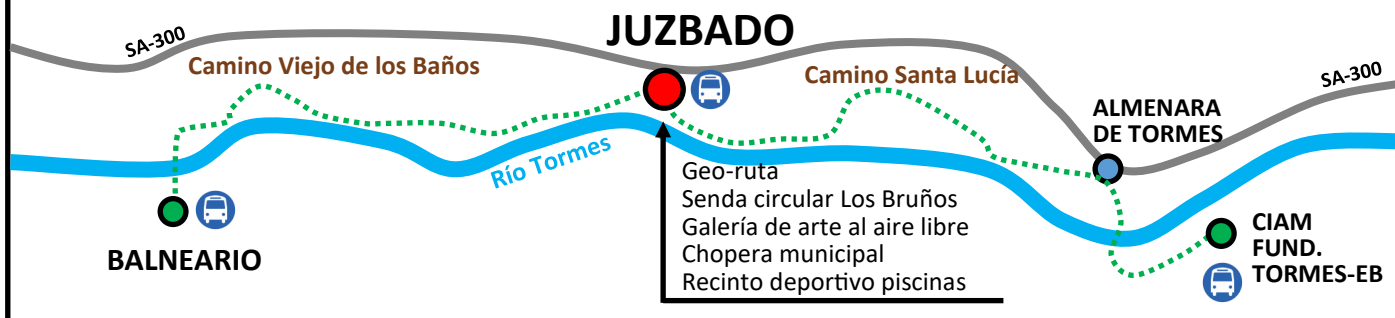 JUZBADO
SA-300
Camino Viejo de los Baños
Camino Santa Lucía
SA-300
ALMENARA
DE TORMES
Río Tormes
Geo-ruta
Senda circular Los Bruños
Galería de arte al aire libre
Chopera municipal
Recinto deportivo piscinas
BALNEARIO
CIAM
FUND.
TORMES-EB